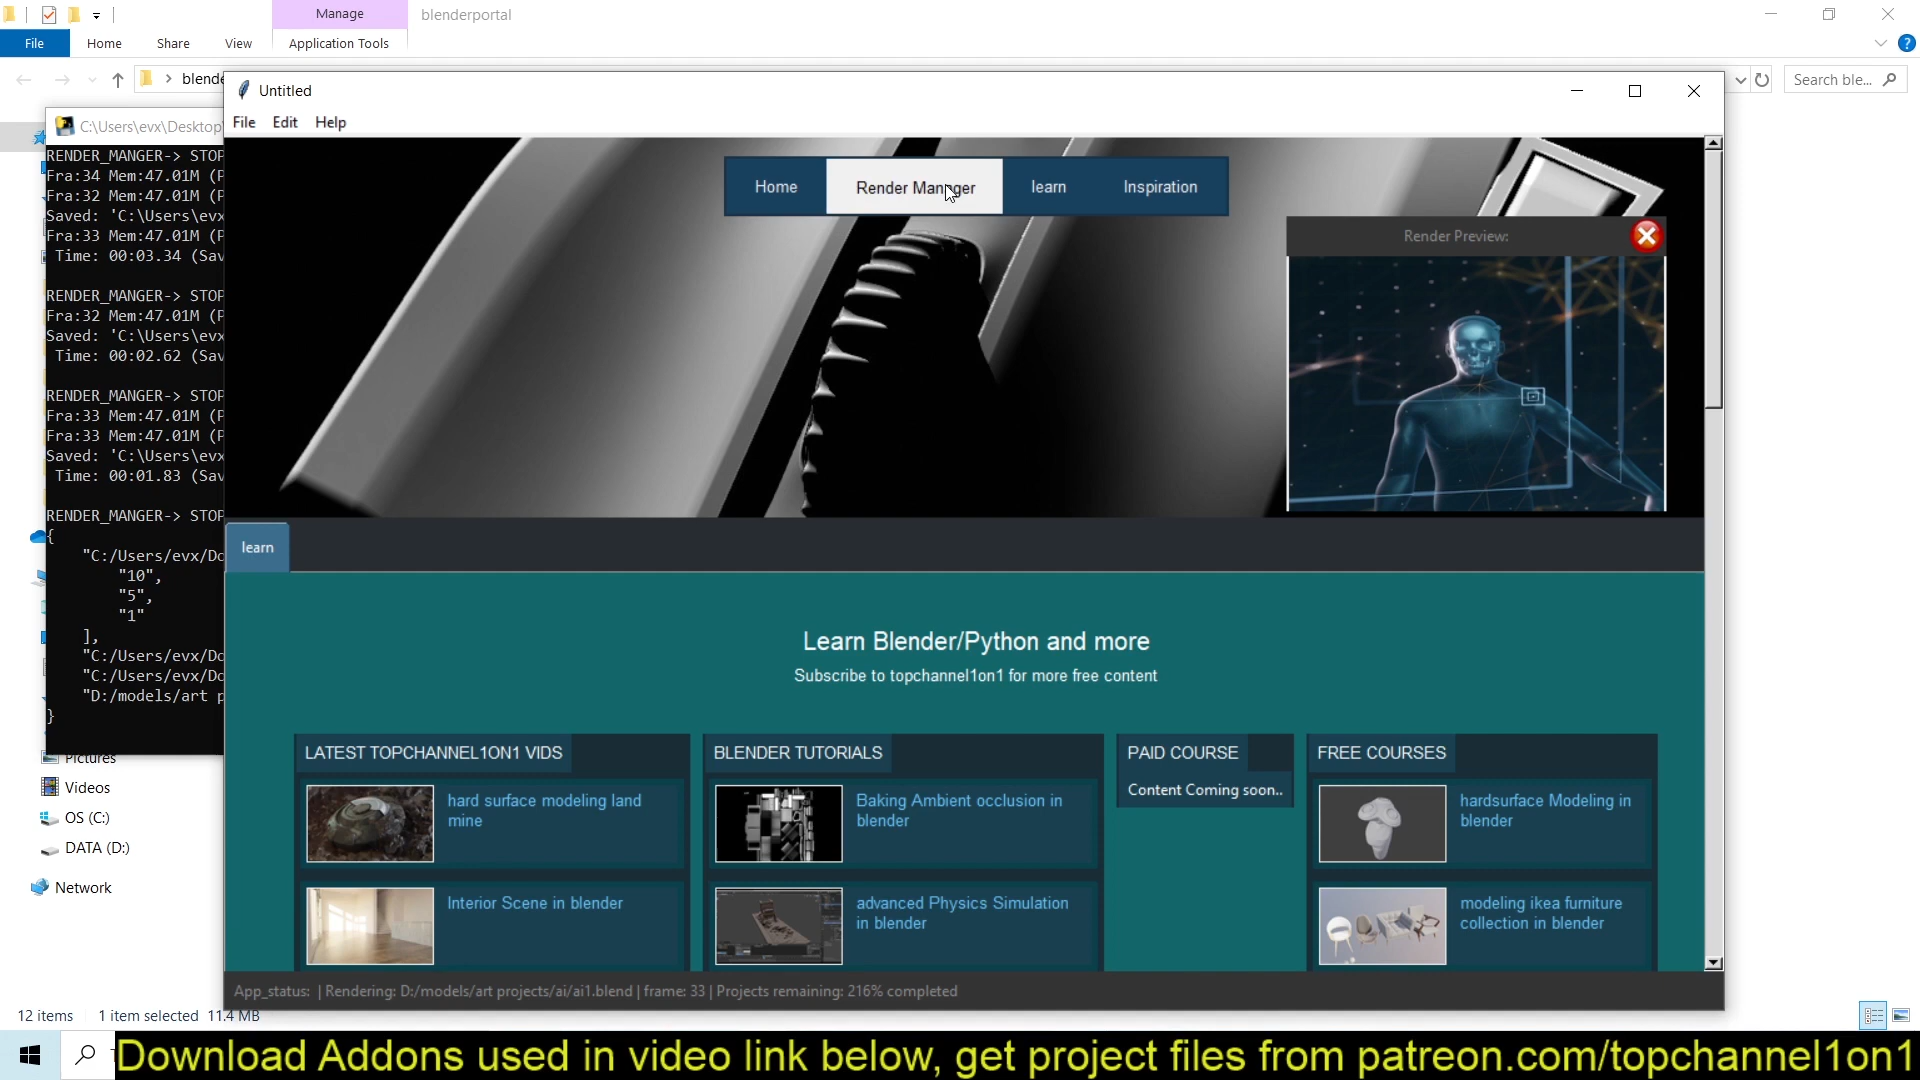 Manage
blenderportal
File
Home
Share
View
Application Tools
blende
Search ble...
Untitled
C:\Users\evx\Desktop
File
Edit
Help
RENDER_MANGER-> STOP
Fra:34 Mem:47.01M (P
Fra:32 Mem:47.01M (P
Saved: 'C:\Users\evx
Fra:33 Mem:47.01M (P
Time: 00:03.34 (Sav
RENDER_MANGER-> STOP
Fra:32 Mem:47.01M (P
Saved: 'C:\Users\evx
Time: 00:02.62 (Sav
RENDER_MANGER-> STOP
Fra:33 Mem:47.01M (P
Fra:33 Mem:47.01M (P
Saved: 'C:\Users\evx
Time: 00:01.83 (Sav
RENDER_MANGER-> STOP
{
"C:/Users/evx/Do
"10",
"5",
"1"
],
"C:/Users/evx/Do
"C:/Users/evx/Do
"D:/models/art p
}
Pictures
Videos
OS (C:)
DATA (D:)
Network
12 items
1 item selected 11.4 MB
Home
Render Manager
learn
Inspiration
Render Preview:
learn
Learn Blender/Python and more
Subscribe to topchannel1on1 for more free content
LATEST TOPCHANNEL1ON1 VIDS
hard surface modeling land
mine
Interior Scene in blender
BLENDER TUTORIALS
Baking Ambient occlusion in
blender
advanced Physics Simulation
in blender
PAID COURSE
Content Coming soon..
FREE COURSES
hardsurface Modeling in
blender
modeling ikea furniture
collection in blender
App_status: | Rendering: D:/models/art projects/ai/ai1.blend | frame: 33 | Projects remaining: 216% completed
Download Addons used in video link below, get project files from patreon.com/topchannel1on1